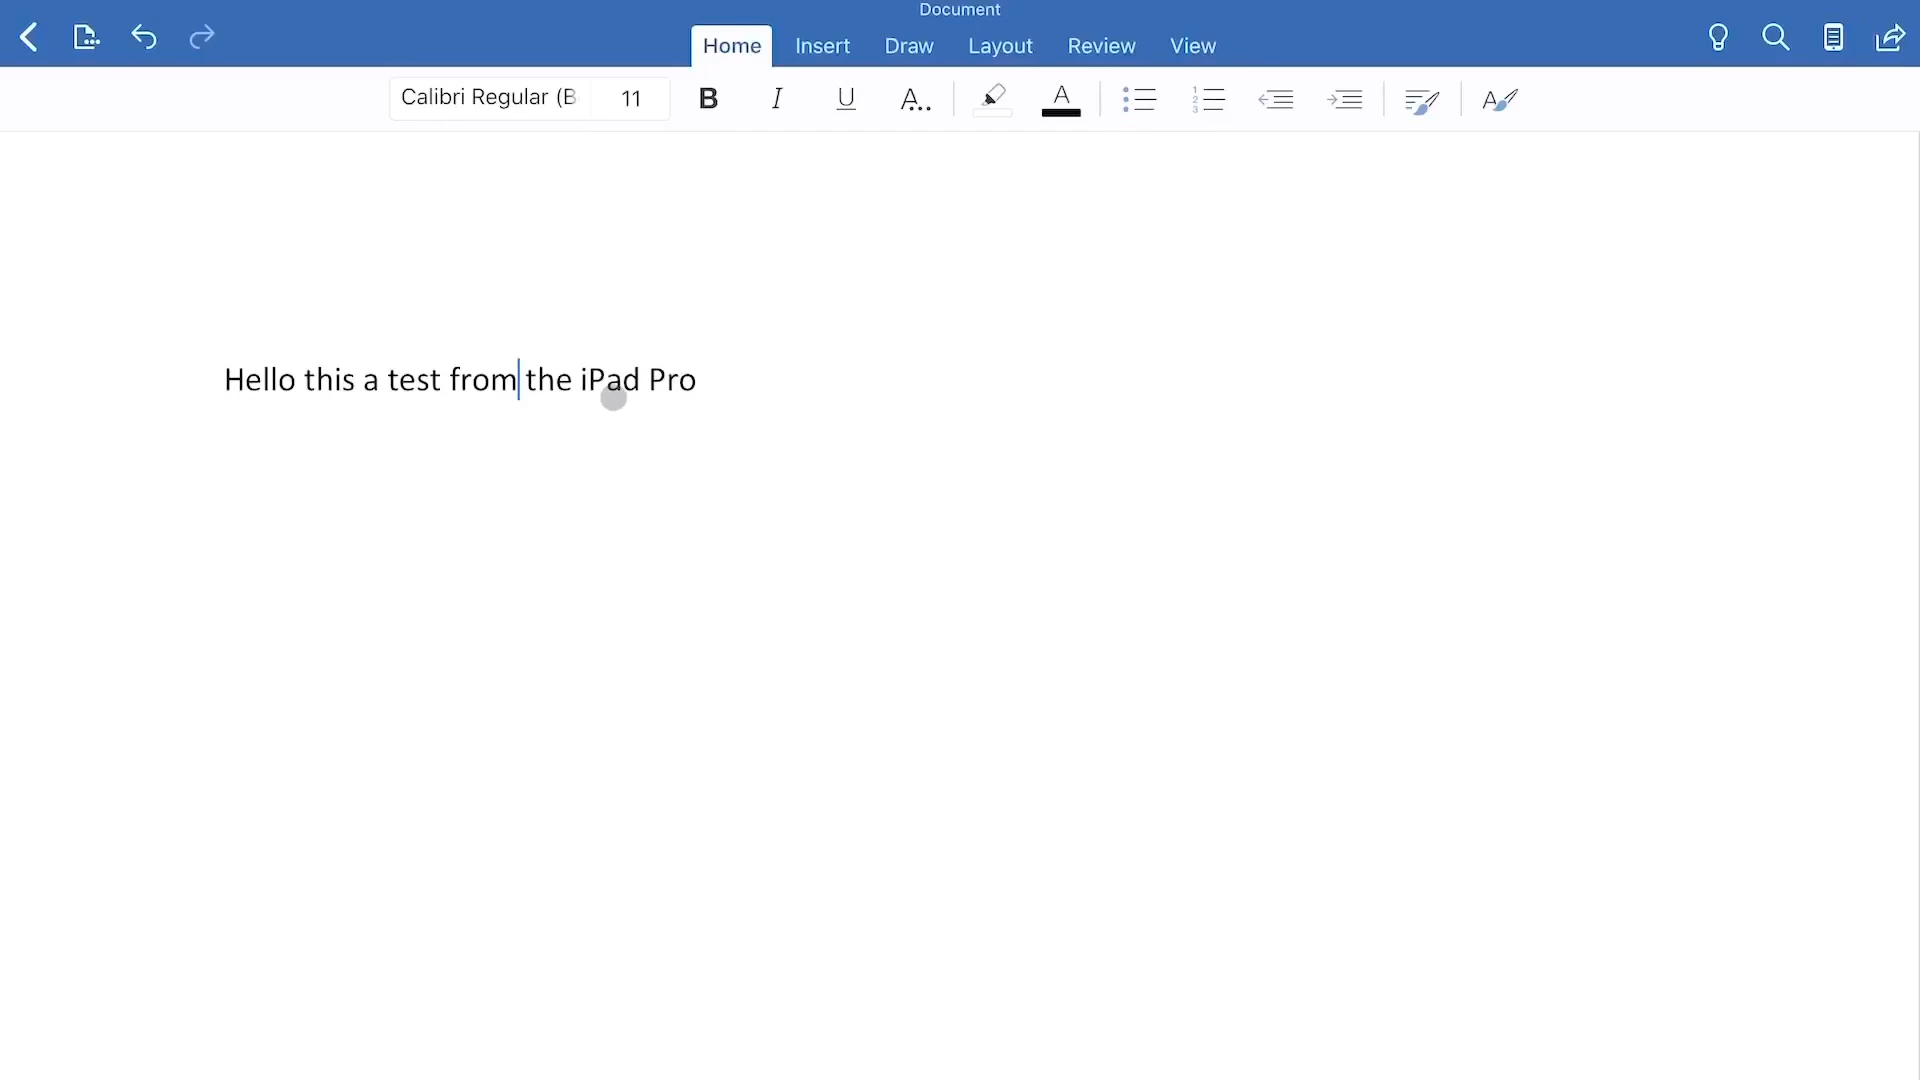 Document
Home Insert Draw Layout Review View
Calibri Regular (B 11 B I U A.. A
Hello this a test from the iPad Pro